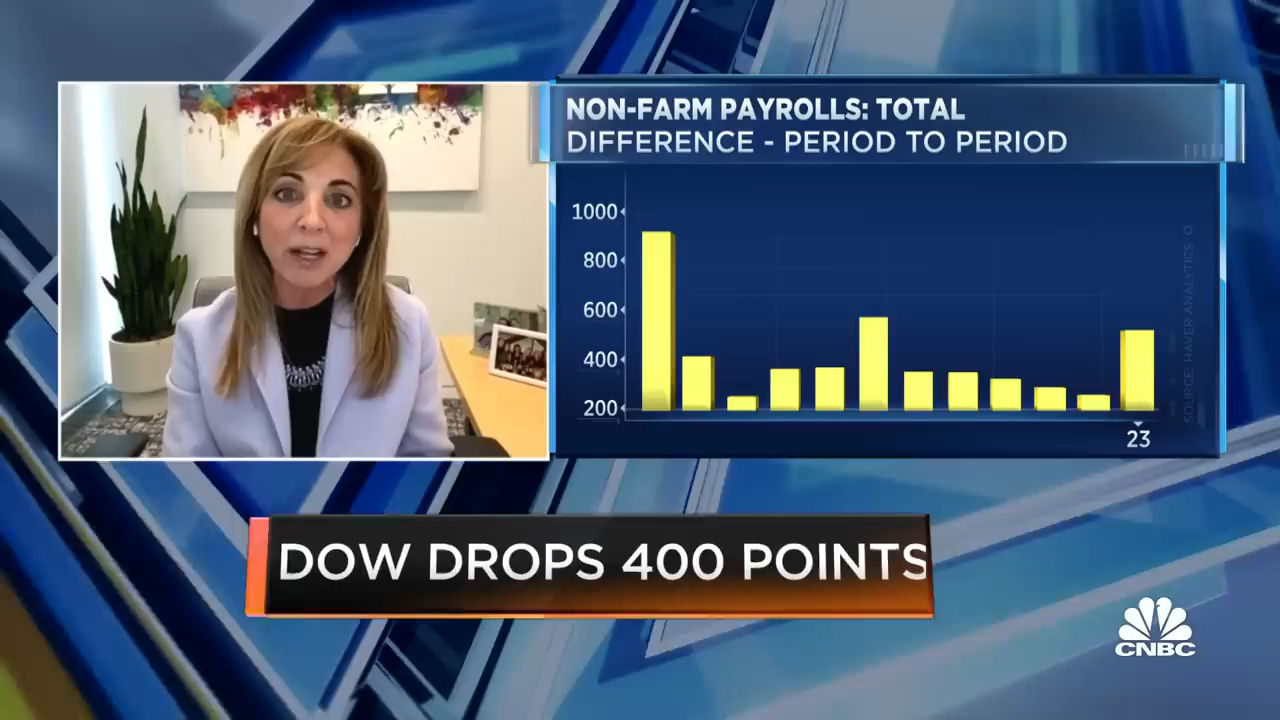 NON-FARM PAYROLLS: TOTAL
DIFFERENCE - PERIOD TO PERIOD
1000
800
600
400
200
23
SOURCE: HAVER ANALYTICS
DOW DROPS 400 POINTS
CNBC